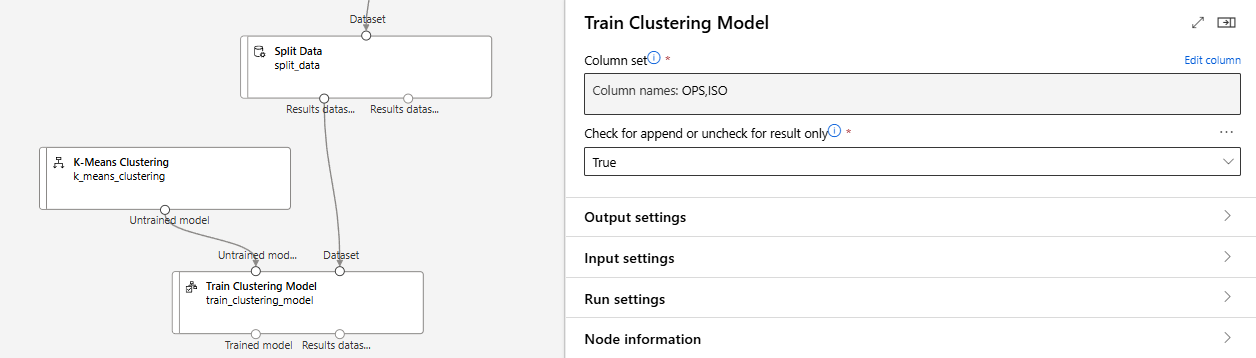 Dataset
Split Data
split_data
Results datas...
Results datas...
K-Means Clustering
k_means_clustering
Untrained model
Untrained mod...
Dataset
Train Clustering Model
train_clustering_model
Trained model
Results datas...
Train Clustering Model
Column set *
Edit column
Column names: OPS,ISO
Check for append or uncheck for result only *
...
True
Output settings
Input settings
Run settings
Node information